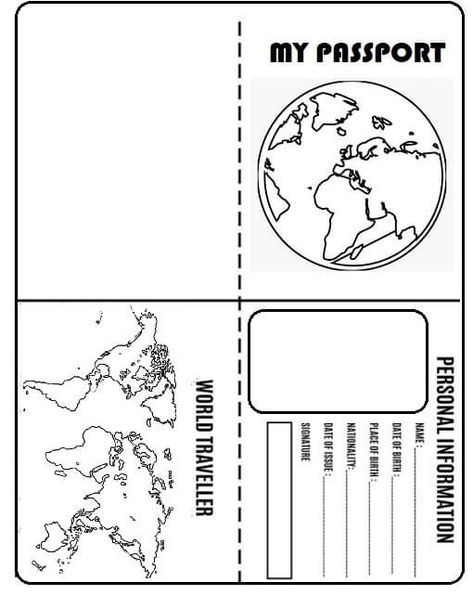 MY PASSPORT
WORLD TRAVELLER
PERSONAL INFORMATION
NAME :
DATE OF BIRTH :
PLACE OF BIRTH :
NATIONALITY:
DATE OF ISSUE :
SIGNATURE